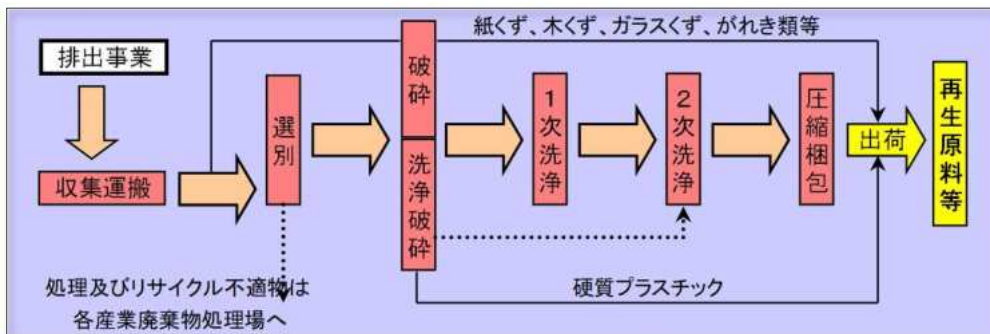 紙くず、木くず、ガラスくず、がれき類等
排出事業
収集運搬
選別
破砕
洗浄破砕
1次洗浄
2次洗浄
圧縮梱包
出荷
再生原料等
硬質プラスチック
処理及びリサイクル不適物は
各産業廃棄物処理場へ